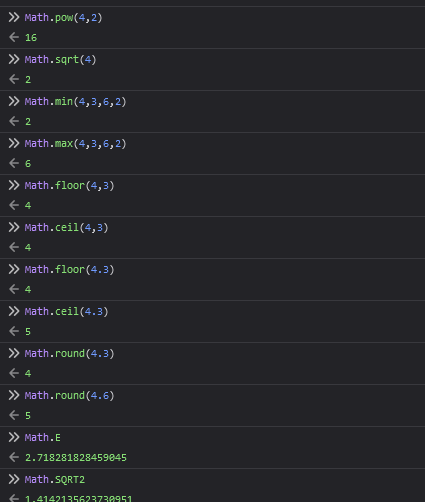 Math.pow(4,2)
16
Math.sqrt(4)
2
Math.min(4,3,6,2)
2
Math.max(4,3,6,2)
6
Math.floor(4,3)
4
Math.ceil(4,3)
4
Math.floor(4.3)
4
Math.ceil(4.3)
5
Math.round(4.3)
4
Math.round(4.6)
5
Math.E
2.718281828459045
Math.SQRT2
1.4142135623730951